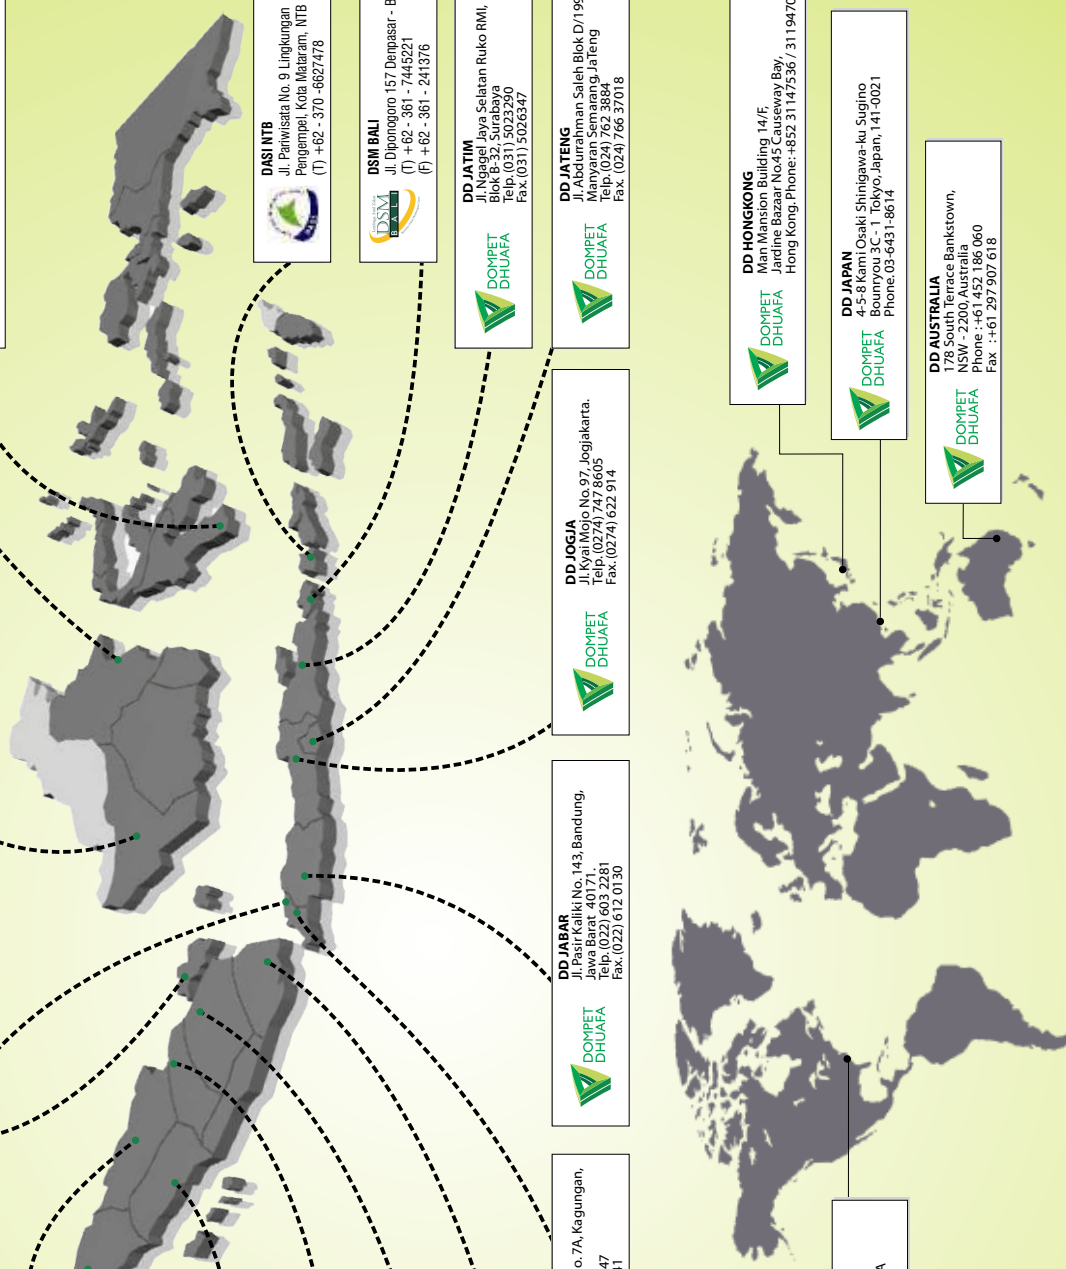 DASI NTB
Jl. Pariwisata No. 9 Lingkungan
Pengempel, Kota Mataram, NTB
(T) +62 - 370 -6627478
DSM
BALI
DSM BALI
Jl. Diponogoro 157 Denpasar - B
(T) +62 - 361 - 7445221
(F) +62 - 361 - 241376
DOMPET
DHUAFA
DD JATIM
Jl. Ngagel Jaya Selatan Ruko RMI,
Blok B-32, Surabaya
Telp. (031) 5023290
Fax. (031) 5026347
DOMPET
DHUAFA
DD JATENG
Jl. Abdurrahman Saleh Blok D/199
Manyaran Semarang, JaTeng
Telp. (024) 762 3884
Fax. (024) 766 37018
DOMPET
DHUAFA
DD JOGJA
Jl. Kyai Mojo No. 97, Jogjakarta.
Telp. (0274) 747 8605
Fax. (0274) 622 914
DOMPET
DHUAFA
DD JABAR
Jl. Pasir Kaliki No. 143, Bandung,
Jawa Barat 40171.
Telp. (022) 603 2281
Fax. (022) 612 0130
o. 7A, Kagungan,
47
41
DOMPET
DHUAFA
DD HONGKONG
Man Mansion Building 14/F,
Jardine Bazaar No.45 Causeway Bay,
Hong Kong. Phone: +852 31147536 / 3119470
DOMPET
DHUAFA
DD JAPAN
4-5-8 Kami Osaki Shinigawa-ku Sugino
Bounryou 3C - 1 Tokyo, Japan, 141-0021
Phone. 03-6431-8614
DOMPET
DHUAFA
DD AUSTRALIA
178 South Terrace Bankstown,
NSW - 2200, Australia
Phone : +61 452 186 060
Fax : +61 297 907 618
A